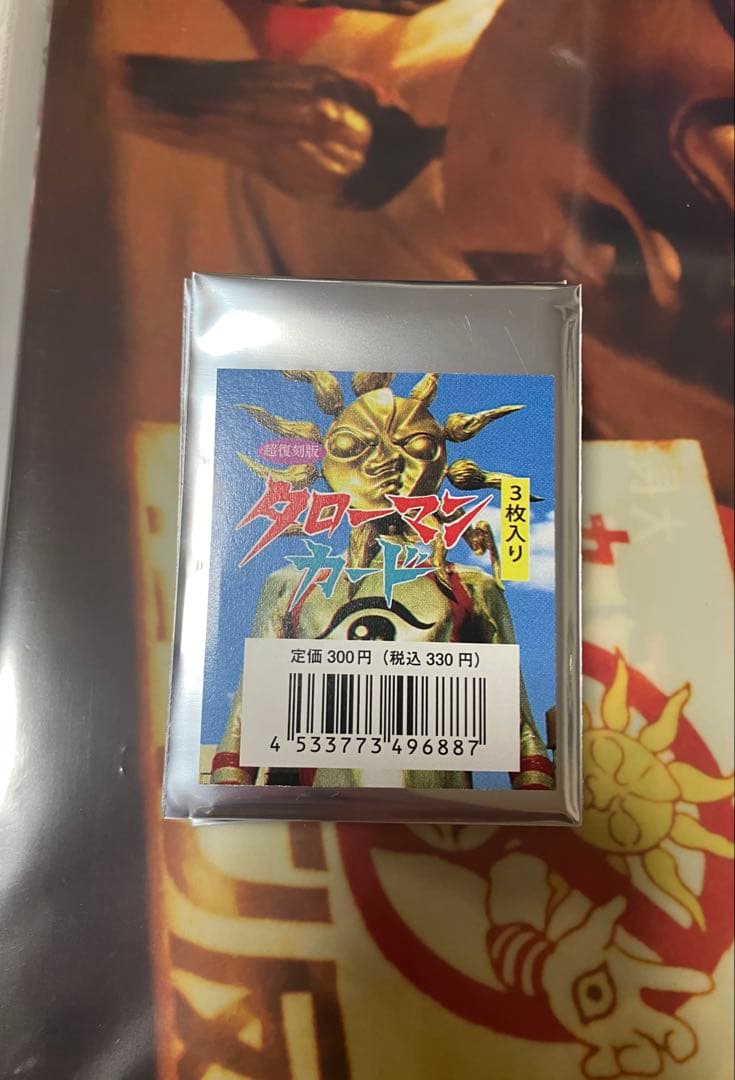 超復刻版
タローマン
カード
3枚入り
定価 300円（税込 330円）
4 533773 496887